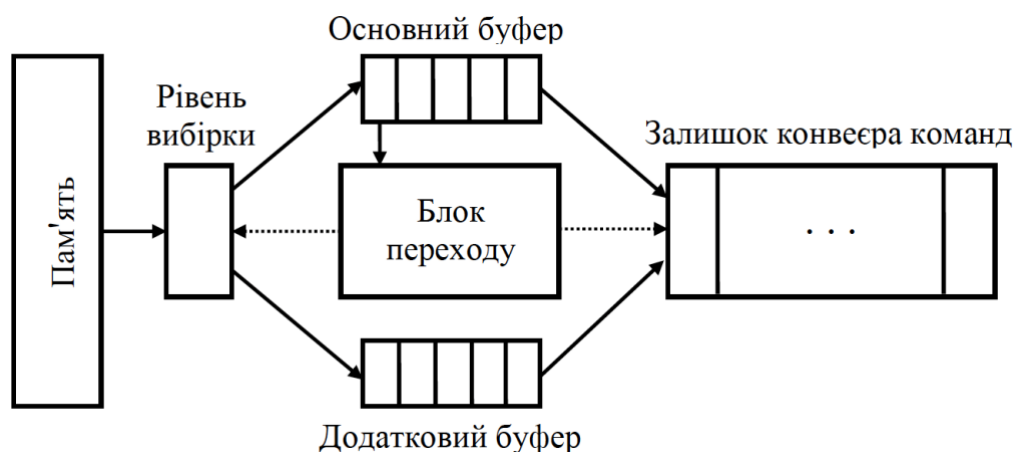 Основний буфер
Рівень
вибірки
Залишок конвеєра команд
Пам'ять
Блок
переходу
. . .
Додатковий буфер